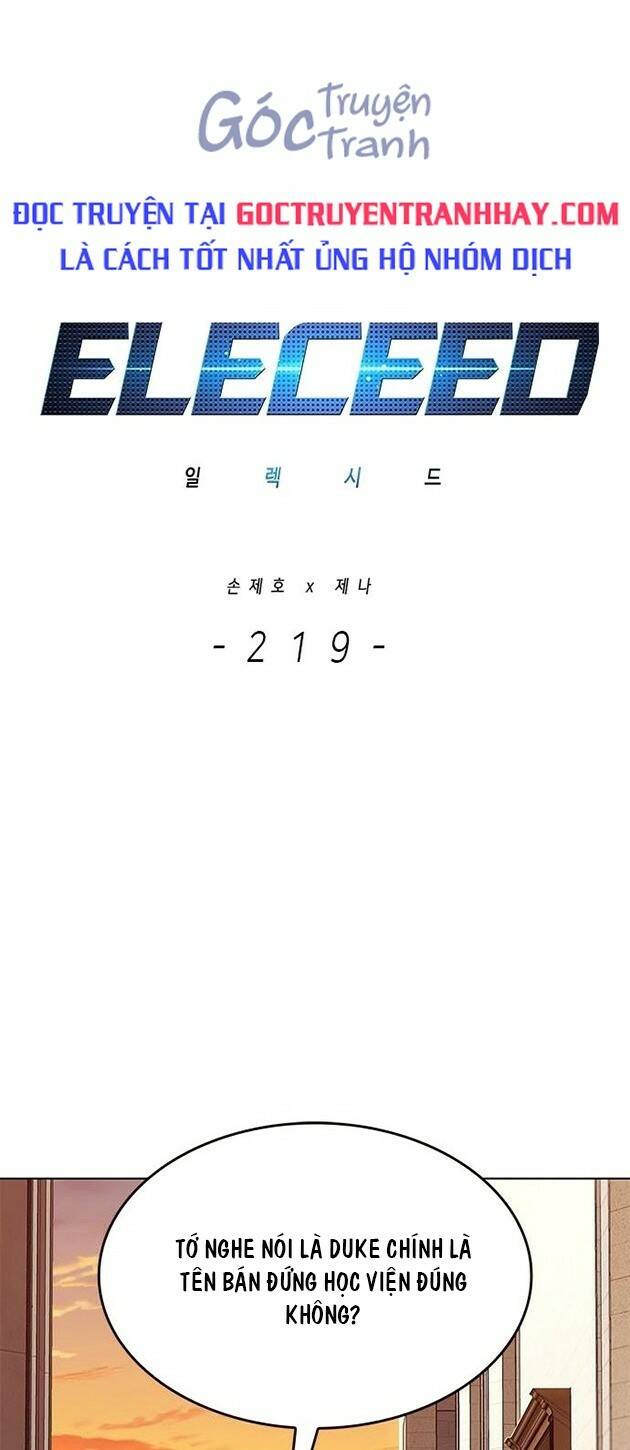 Góc Truyện
Tranh
ĐỌC TRUYỆN TẠI GOCTRUYENTRANHHAY.COM
LÀ CÁCH TỐT NHẤT ỦNG HỘ NHÓM DỊCH
ELECEED
일 렉 시 드
손제호 x 제나
- 2 1 9 -
TỚ NGHE NÓI LÀ DUKE CHÍNH LÀ
TÊN BÁN ĐỨNG HỌC VIỆN ĐÚNG
KHÔNG?